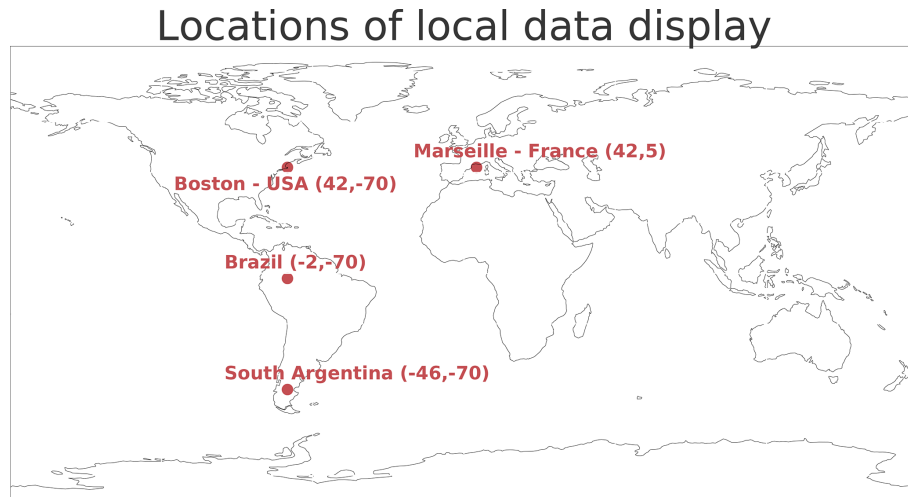 Locations of local data display
Marseille - France (42,5)
Boston - USA (42,-70)
Brazil (-2,-70)
South Argentina (-46,-70)